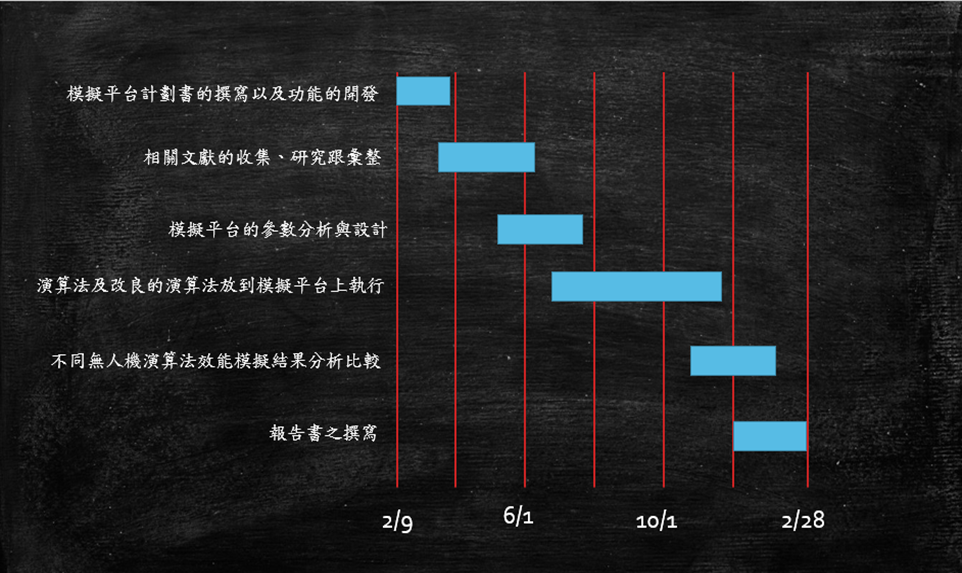 模擬平台計劃書的撰寫以及功能的開發
相關文獻的收集、研究跟彙整
模擬平台的參數分析與設計
演算法及改良的演算法放到模擬平台上執行
不同無人機演算法效能模擬結果分析比較
報告書之撰寫
2/9 6/1 10/1 2/28